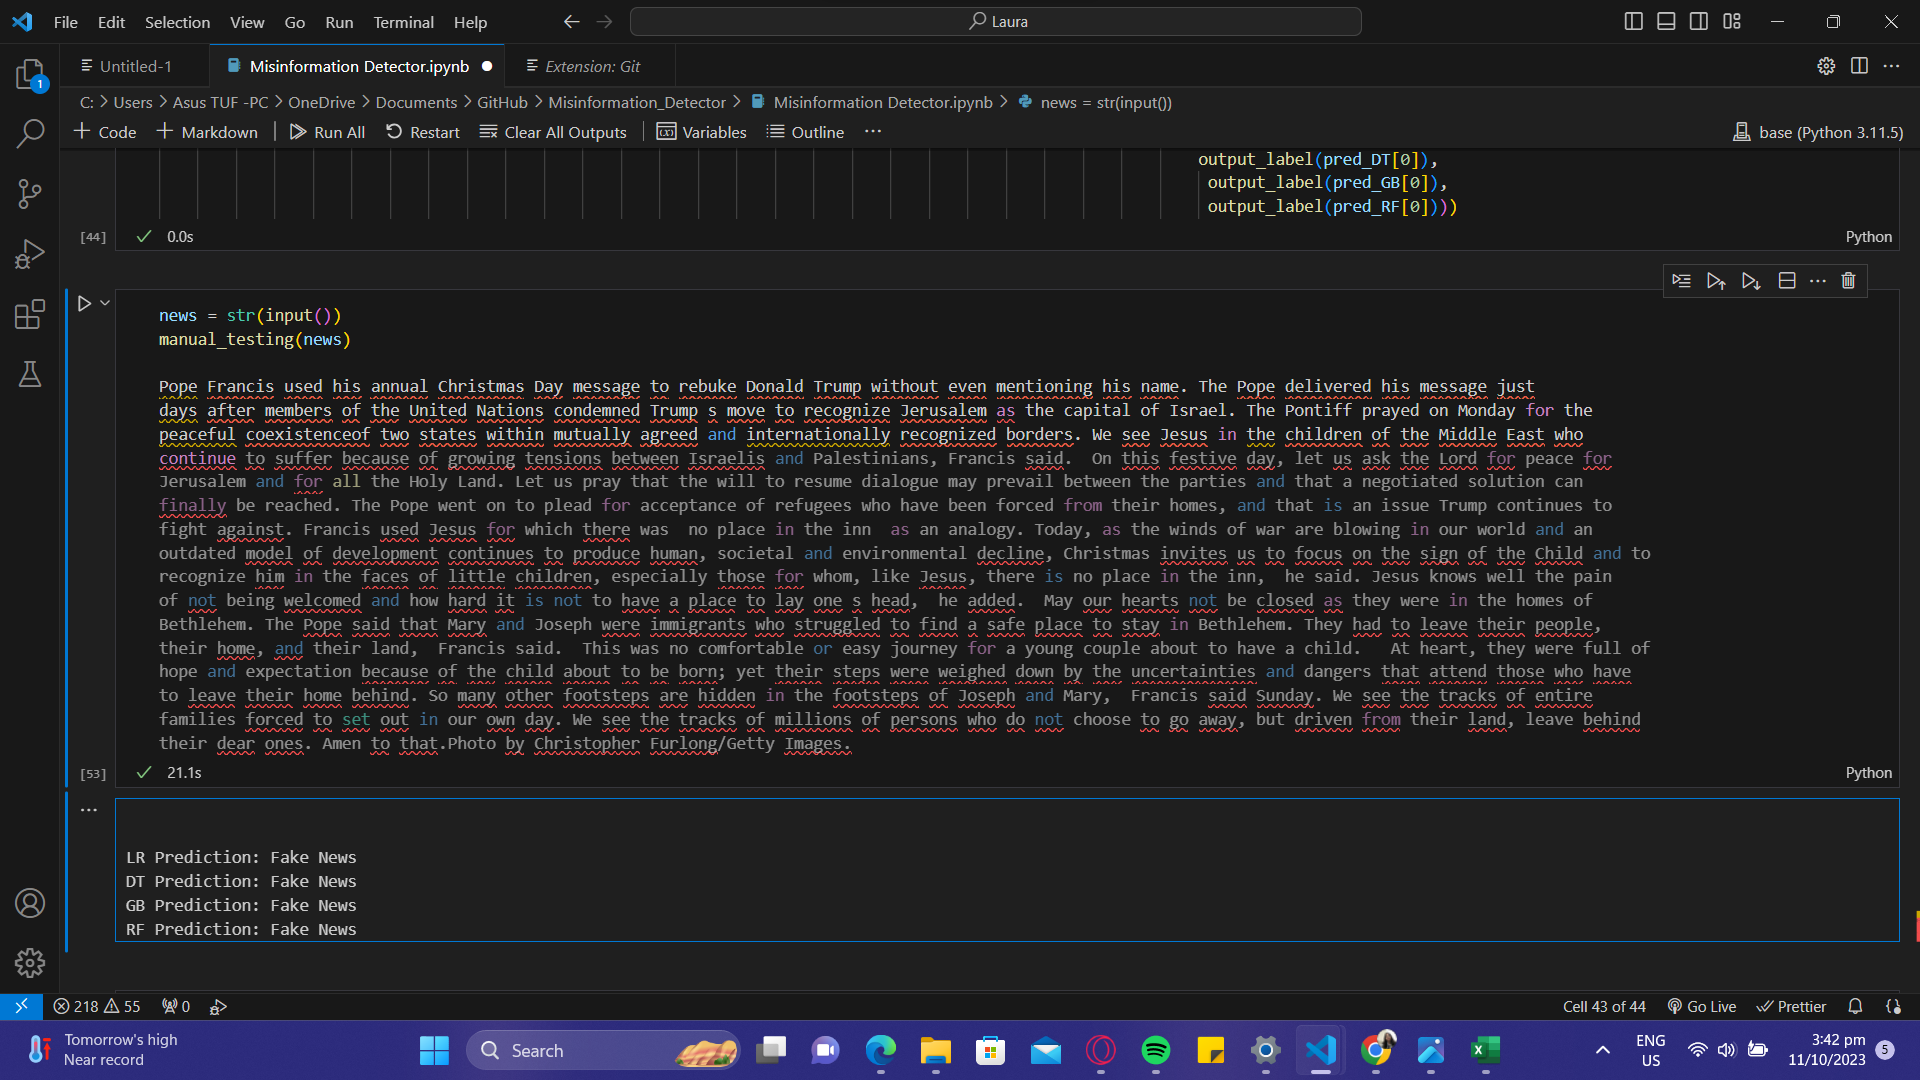 File Edit Selection View Go Run Terminal Help Laura
Untitled-1 Misinformation Detector.ipynb Extension: Git
C: > Users > Asus TUF -PC > OneDrive > Documents > GitHub > Misinformation_Detector > Misinformation Detector.ipynb > news = str(input())
+ Code + Markdown | Run All Restart Clear All Outputs | Variables Outline ··· base (Python 3.11.5)
output_label(pred_DT[0]),
output_label(pred_GB[0]),
output_label(pred_RF[0])))
[44] 0.0s Python
news = str(input())
manual_testing(news)
Pope Francis used his annual Christmas Day message to rebuke Donald Trump without even mentioning his name. The Pope delivered his message just
days after members of the United Nations condemned Trump s move to recognize Jerusalem as the capital of Israel. The Pontiff prayed on Monday for the
peaceful coexistenceof two states within mutually agreed and internationally recognized borders. We see Jesus in the children of the Middle East who
continue to suffer because of growing tensions between Israelis and Palestinians, Francis said.  On this festive day, let us ask the Lord for peace for
Jerusalem and for all the Holy Land. Let us pray that the will to resume dialogue may prevail between the parties and that a negotiated solution can
finally be reached. The Pope went on to plead for acceptance of refugees who have been forced from their homes, and that is an issue Trump continues to
fight against. Francis used Jesus for which there was  no place in the inn  as an analogy. Today, as the winds of war are blowing in our world and an
outdated model of development continues to produce human, societal and environmental decline, Christmas invites us to focus on the sign of the Child and to
recognize him in the faces of little children, especially those for whom, like Jesus, there is no place in the inn,  he said. Jesus knows well the pain
of not being welcomed and how hard it is not to have a place to lay one s head,  he added.  May our hearts not be closed as they were in the homes of
Bethlehem. The Pope said that Mary and Joseph were immigrants who struggled to find a safe place to stay in Bethlehem. They had to leave their people,
their home, and their land,  Francis said.  This was no comfortable or easy journey for a young couple about to have a child.   At heart, they were full of
hope and expectation because of the child about to be born; yet their steps were weighed down by the uncertainties and dangers that attend those who have
to leave their home behind. So many other footsteps are hidden in the footsteps of Joseph and Mary,  Francis said Sunday. We see the tracks of entire
families forced to set out in our own day. We see the tracks of millions of persons who do not choose to go away, but driven from their land, leave behind
their dear ones. Amen to that.Photo by Christopher Furlong/Getty Images.
[53] 21.1s Python
LR Prediction: Fake News
DT Prediction: Fake News
GB Prediction: Fake News
RF Prediction: Fake News
218 55 0 Cell 43 of 44 Go Live Prettier
Tomorrow's high
Near record
Search
ENG
US
3:42 pm
11/10/2023
5
1